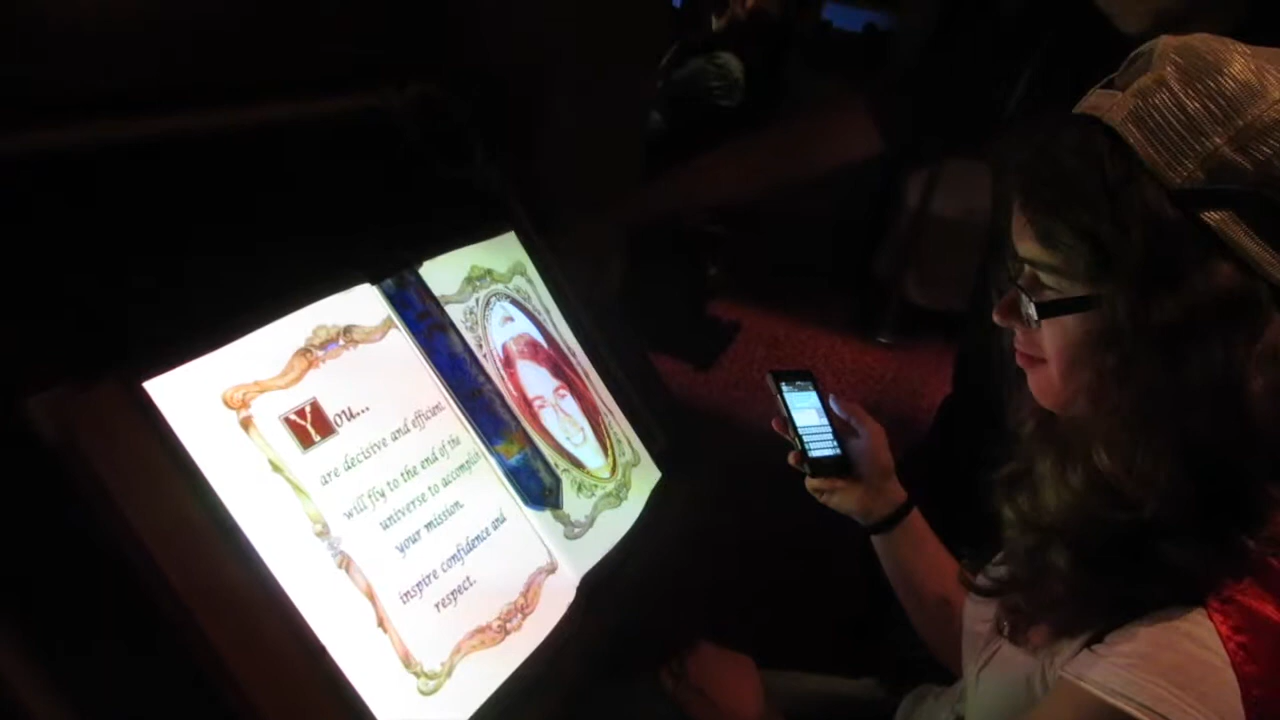 You...
are decisive and efficient
will fly to the end of the
universe to accomplish
your mission
inspire confidence and
respect.